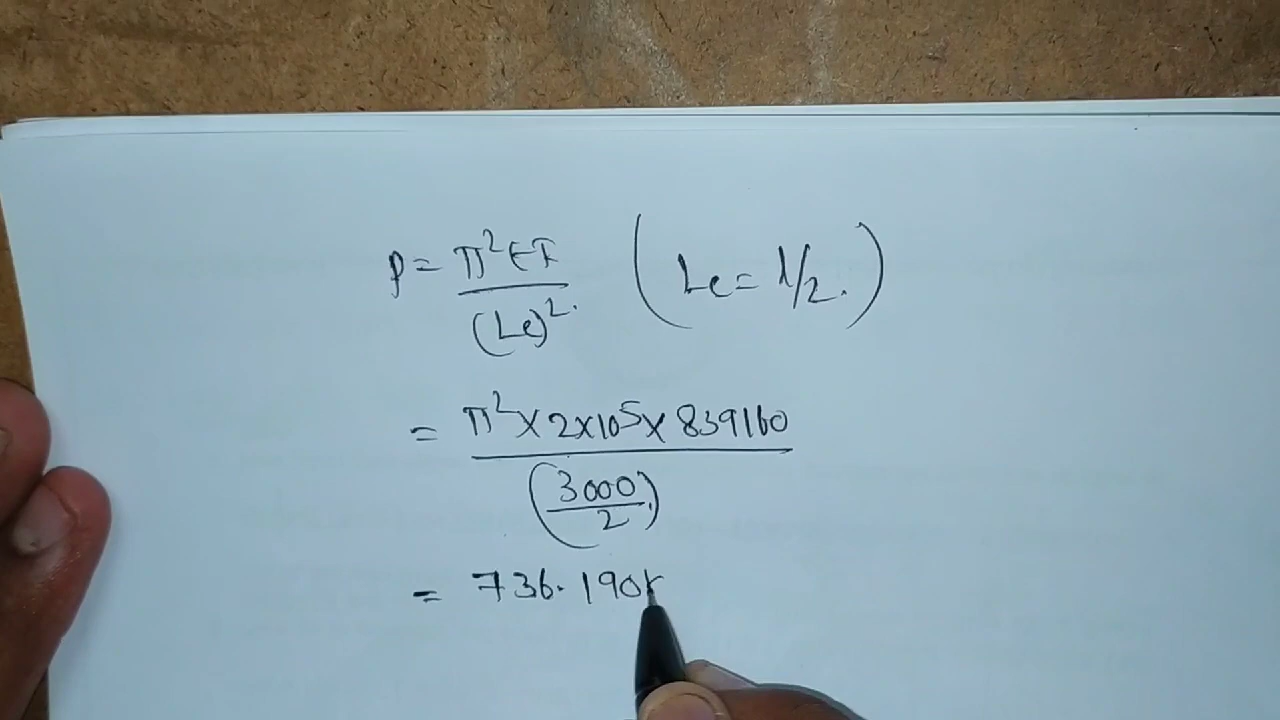 P = π²EI / (Le)² (Le = l/2.)
= π² × 2×10⁵ × 839160 / (3000/2)
= 736.190k